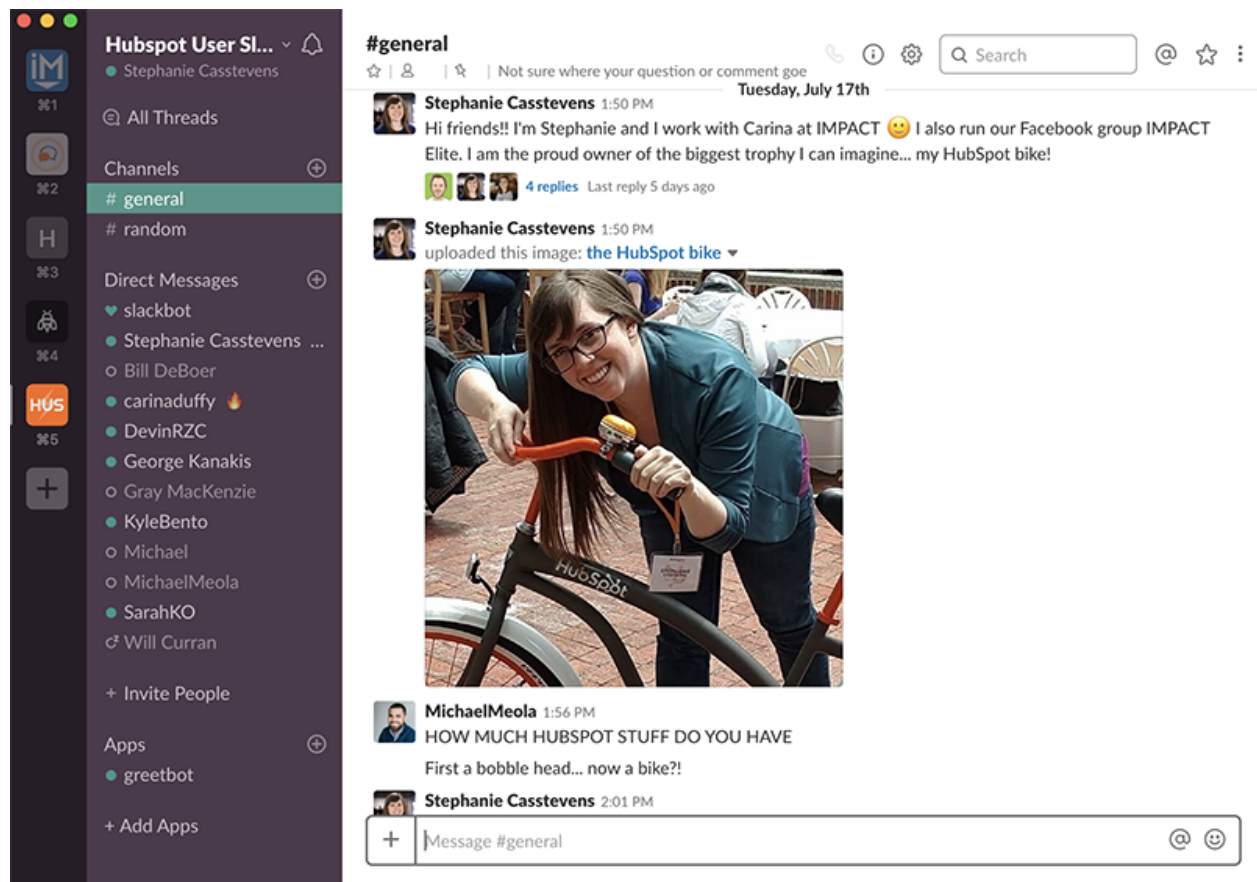 iM
⌘1
⌘2
H
⌘3
⌘4
HUS
⌘5
+
Hubspot User Sl...
Stephanie Casstevens
All Threads
Channels
# general
# random
Direct Messages
slackbot
Stephanie Casstevens ...
Bill DeBoer
carinaduffy 🔥
DevinRZC
George Kanakis
Gray MacKenzie
KyleBento
Michael
MichaelMeola
SarahKO
Will Curran
+ Invite People
Apps
greetbot
+ Add Apps
#general
Not sure where your question or comment goe
Search
Tuesday, July 17th
Stephanie Casstevens 1:50 PM
Hi friends!! I'm Stephanie and I work with Carina at IMPACT 🙂 I also run our Facebook group IMPACT
Elite. I am the proud owner of the biggest trophy I can imagine... my HubSpot bike!
4 replies Last reply 5 days ago
Stephanie Casstevens 1:50 PM
uploaded this image: the HubSpot bike
HubSpot
MichaelMeola 1:56 PM
HOW MUCH HUBSPOT STUFF DO YOU HAVE
First a bobble head... now a bike?!
Stephanie Casstevens 2:01 PM
+ Message #general @